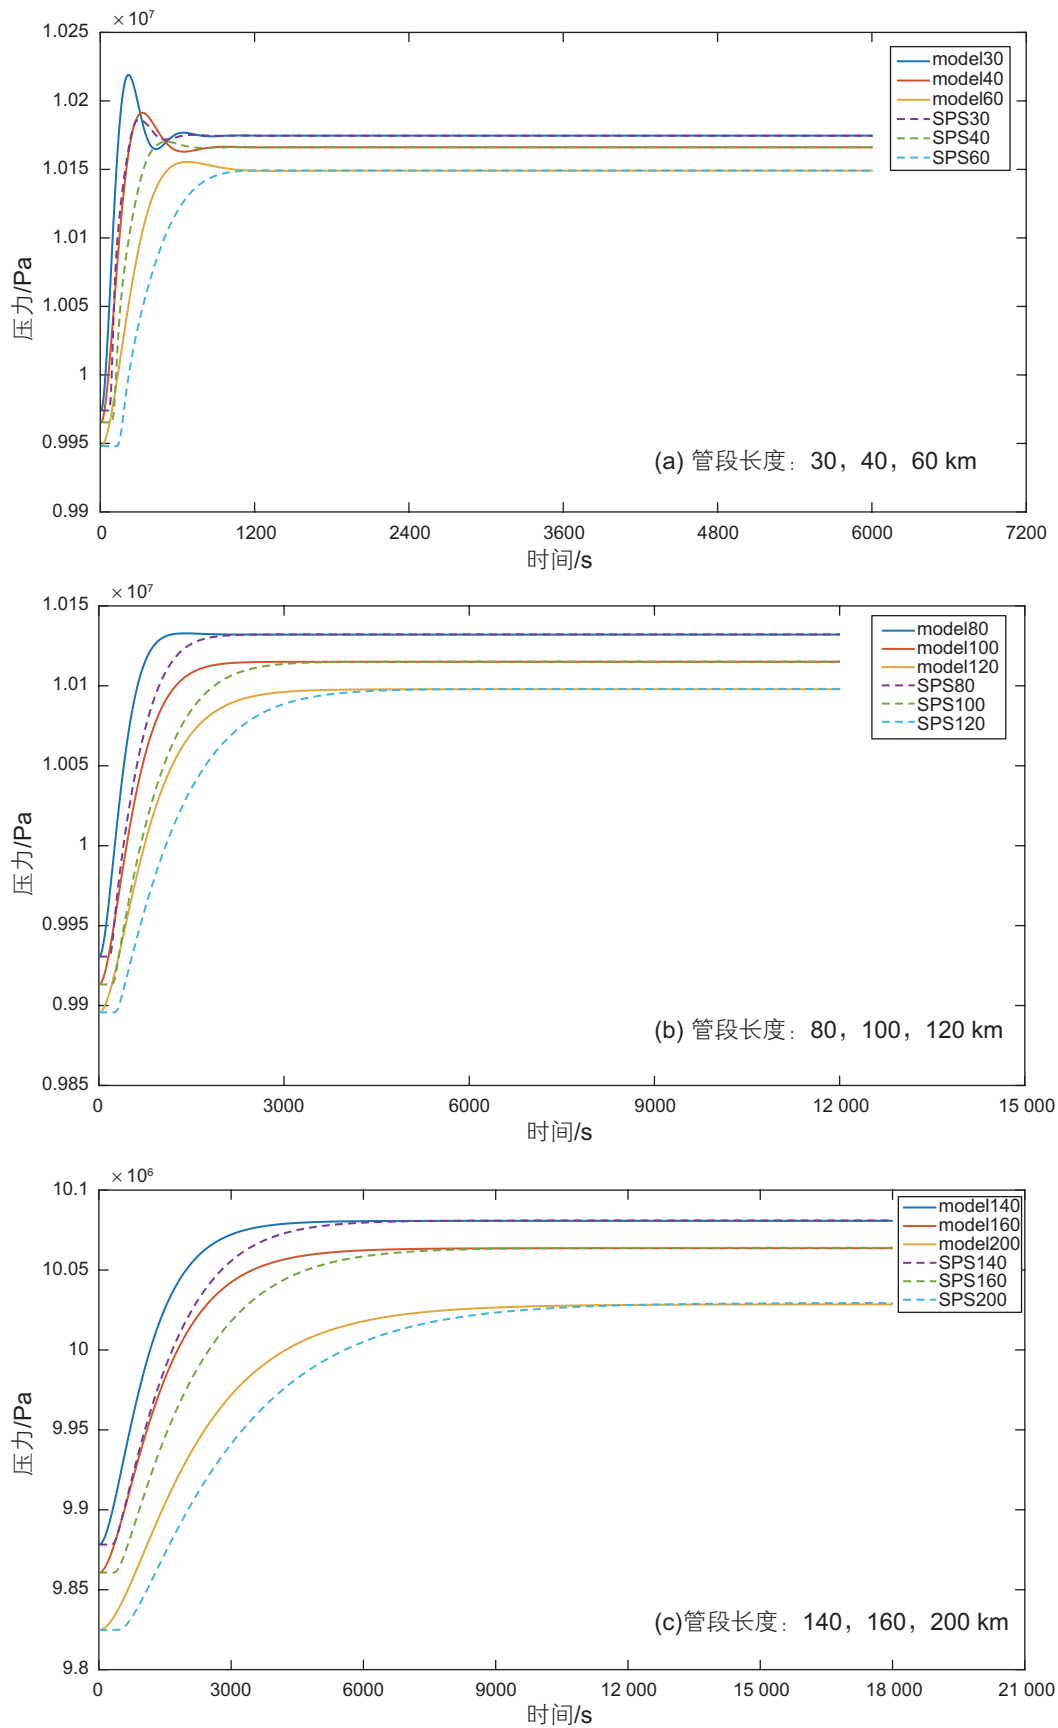 ×10⁷
1.025
1.02
1.015
1.01
1.005
1
0.995
0.99
压力/Pa
model30
model40
model60
SPS30
SPS40
SPS60
(a) 管段长度：30，40，60 km
0 1200 2400 3600 4800 6000 7200
时间/s
×10⁷
1.015
1.01
1.005
1
0.995
0.99
0.985
压力/Pa
model80
model100
model120
SPS80
SPS100
SPS120
(b) 管段长度：80，100，120 km
0 3000 6000 9000 12 000 15 000
时间/s
×10⁶
10.1
10.05
10
9.95
9.9
9.85
9.8
压力/Pa
model140
model160
model200
SPS140
SPS160
SPS200
(c)管段长度：140，160，200 km
0 3000 6000 9000 12 000 15 000 18 000 21 000
时间/s